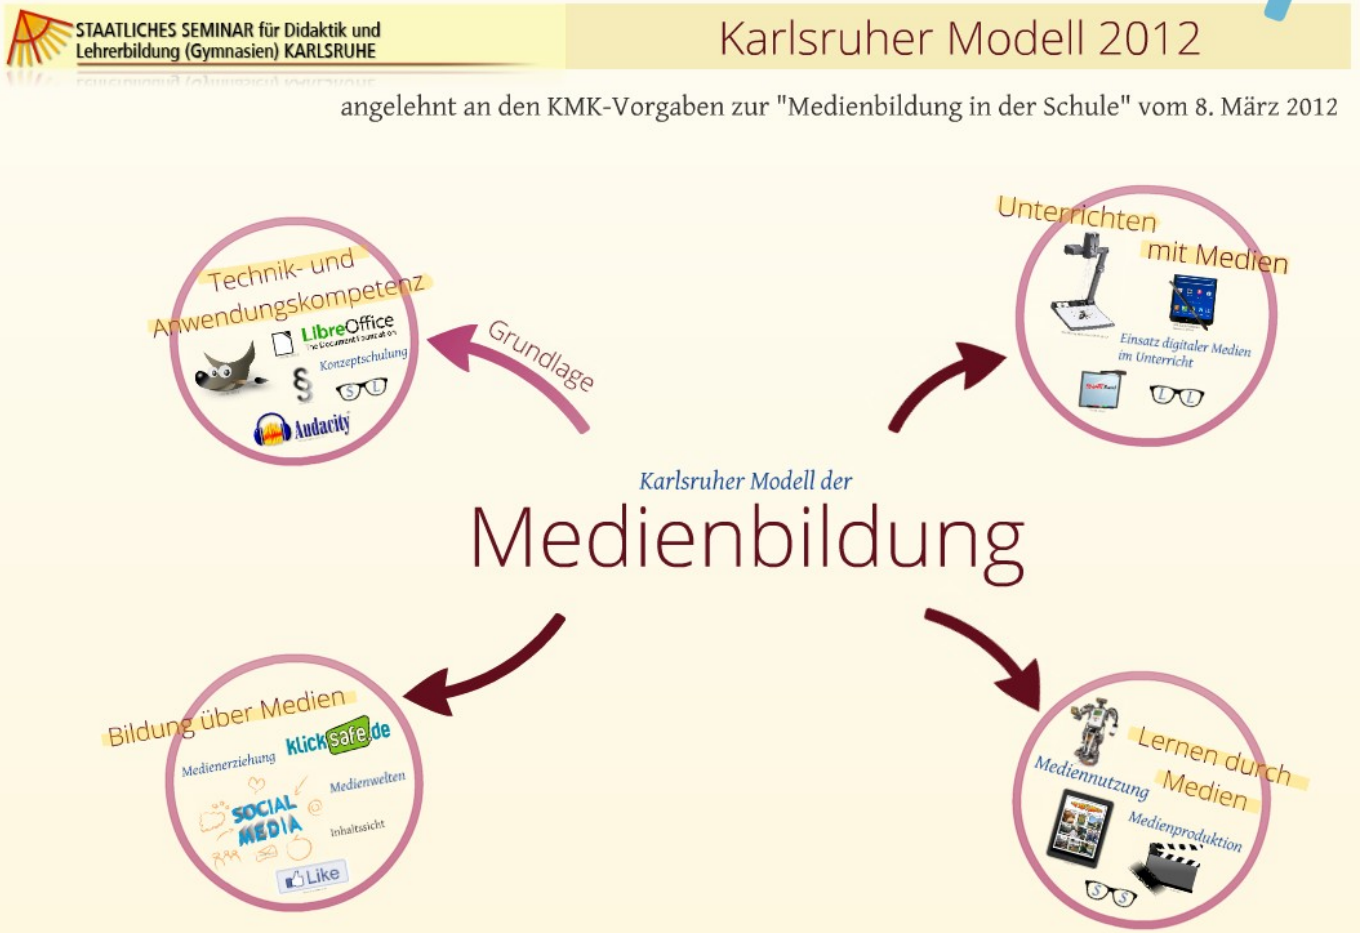 STAATLICHES SEMINAR für Didaktik und
Lehrerbildung (Gymnasien) KARLSRUHE
Karlsruher Modell 2012
angelehnt an den KMK-Vorgaben zur "Medienbildung in der Schule" vom 8. März 2012
Technik- und
Anwendungskompetenz
LibreOffice
The Document Foundation
Konzeptschulung
§
S L
Audacity
Grundlage
Unterrichten
mit Medien
Einsatz digitaler Medien
im Unterricht
L L
Karlsruher Modell der
Medienbildung
Bildung über Medien
klicksafe.de
Medienerziehung
Medienwelten
SOCIAL
MEDIA
Inhaltssicht
Like
Lernen durch
Medien
Mediennutzung
Medienproduktion
S S